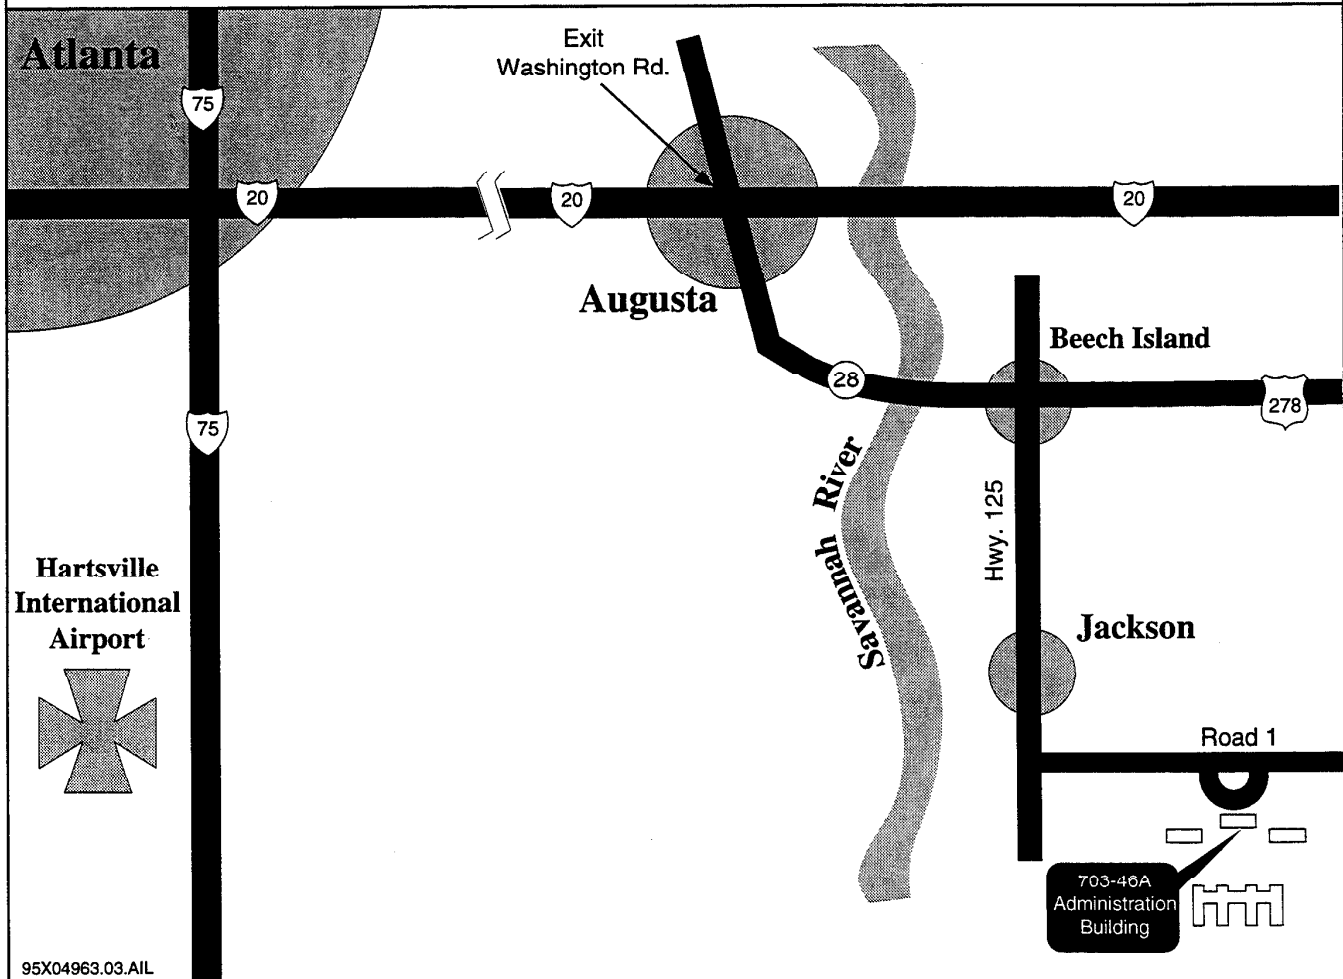 Atlanta
75
20
20
Exit
Washington Rd.
Augusta
20
28
Beech Island
278
75
Savannah River
Hwy. 125
Hartsville
International
Airport
Jackson
Road 1
703-46A
Administration
Building
95X04963.03.AIL